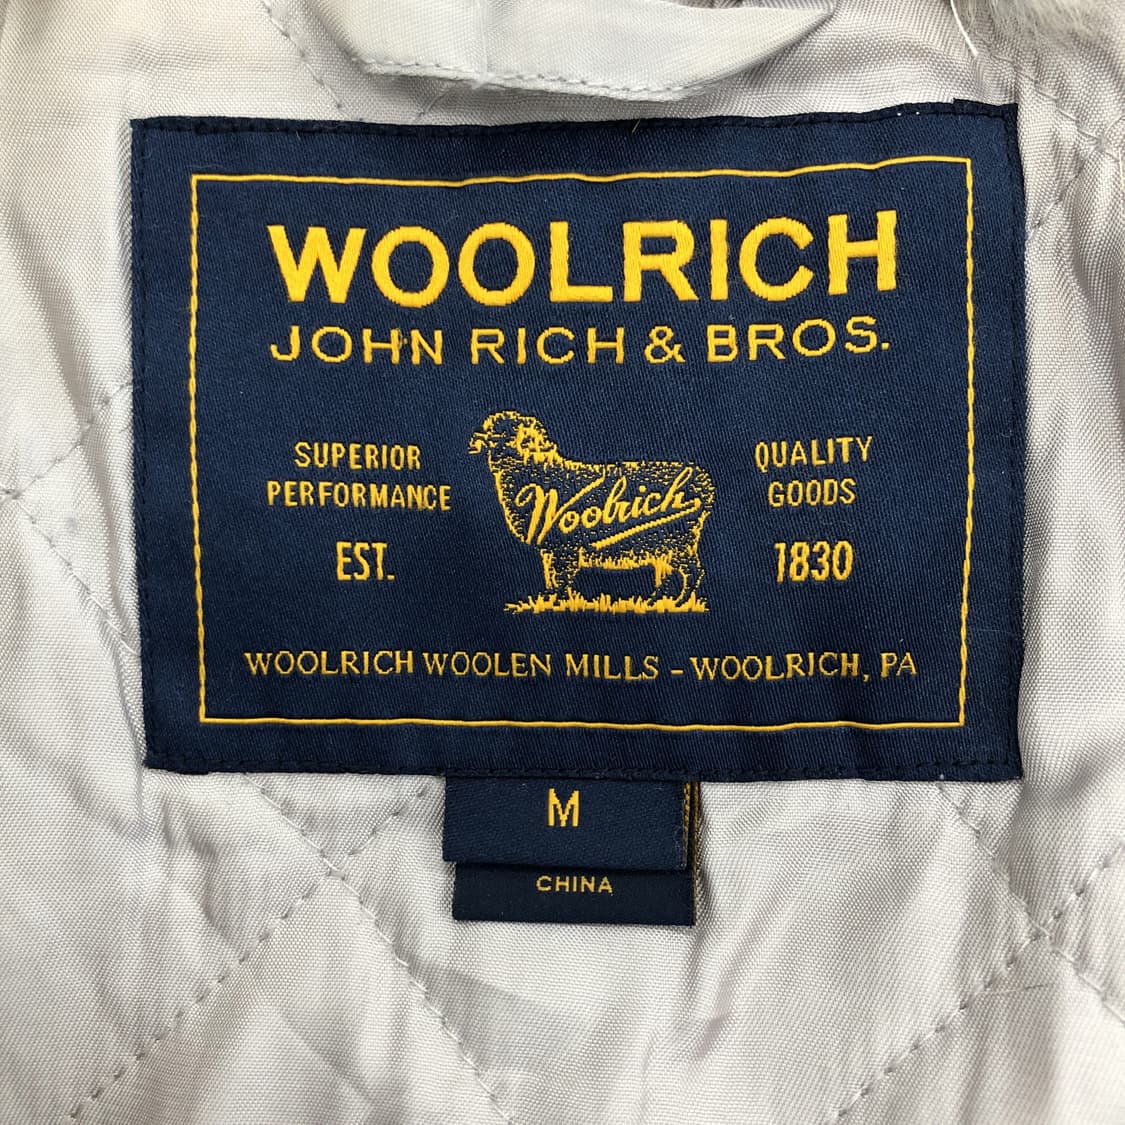 WOOLRICH
JOHN RICH & BROS.
SUPERIOR
PERFORMANCE
EST.
Woolrich
QUALITY
GOODS
1830
WOOLRICH WOOLEN MILLS - WOOLRICH, PA
M
CHINA